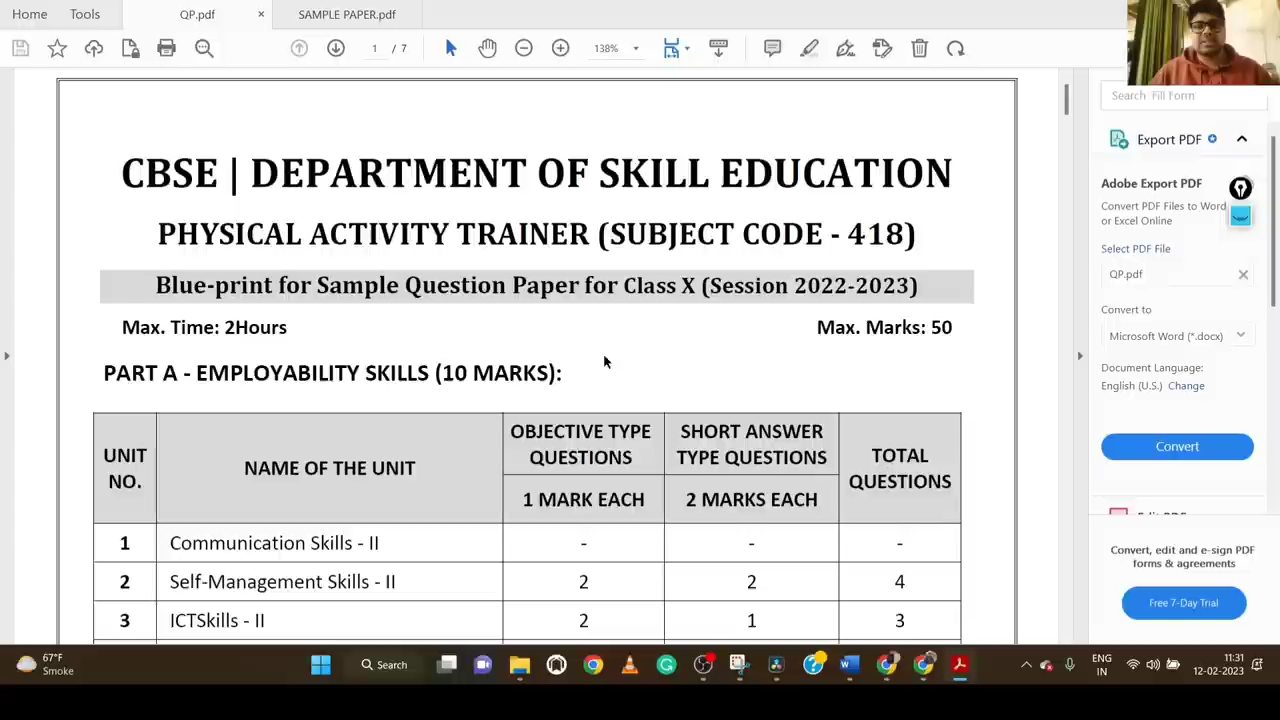 Home Tools QP.pdf × SAMPLE PAPER.pdf
1 / 7 138%
CBSE | DEPARTMENT OF SKILL EDUCATION
PHYSICAL ACTIVITY TRAINER (SUBJECT CODE - 418)
Blue-print for Sample Question Paper for Class X (Session 2022-2023)
Max. Time: 2Hours Max. Marks: 50
PART A - EMPLOYABILITY SKILLS (10 MARKS):
UNIT NO. NAME OF THE UNIT OBJECTIVE TYPE QUESTIONS SHORT ANSWER TYPE QUESTIONS TOTAL QUESTIONS
1 MARK EACH 2 MARKS EACH
1 Communication Skills - II - - -
2 Self-Management Skills - II 2 2 4
3 ICTSkills - II 2 1 3
Search 'Fill Form'
Export PDF
Adobe Export PDF
Convert PDF Files to Word
or Excel Online
Select PDF File
QP.pdf
Convert to
Microsoft Word (*.docx)
Document Language:
English (U.S.) Change
Convert
Convert, edit and e-sign PDF
forms & agreements
Free 7-Day Trial
67°F
Smoke
Search
ENG
IN
11:31
12-02-2023